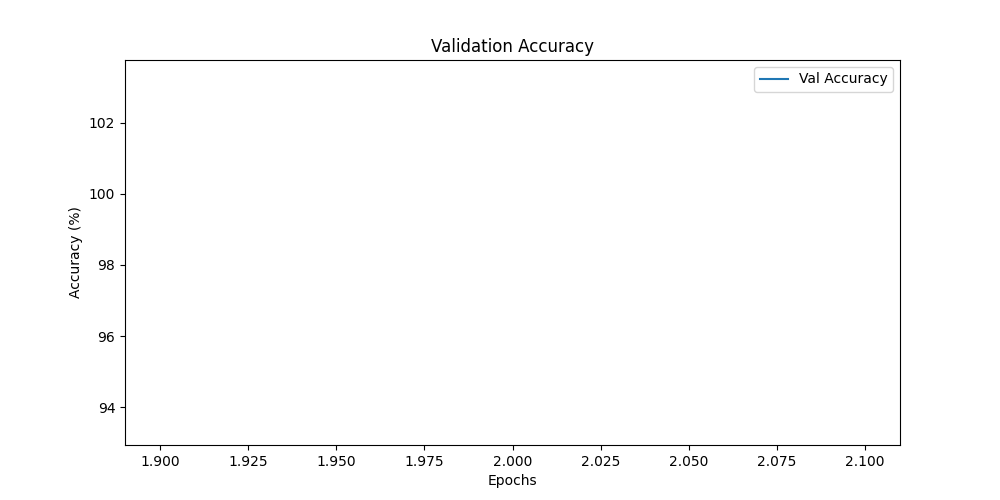 Validation Accuracy
Val Accuracy
102
100
98
96
94
Accuracy (%)
1.900 1.925 1.950 1.975 2.000 2.025 2.050 2.075 2.100
Epochs